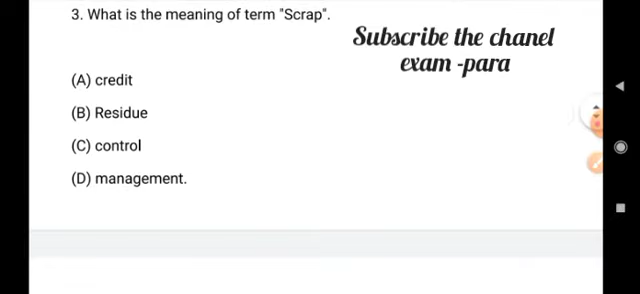 3. What is the meaning of term "Scrap".
Subscribe the chanel
exam -para
(A) credit
(B) Residue
(C) control
(D) management.